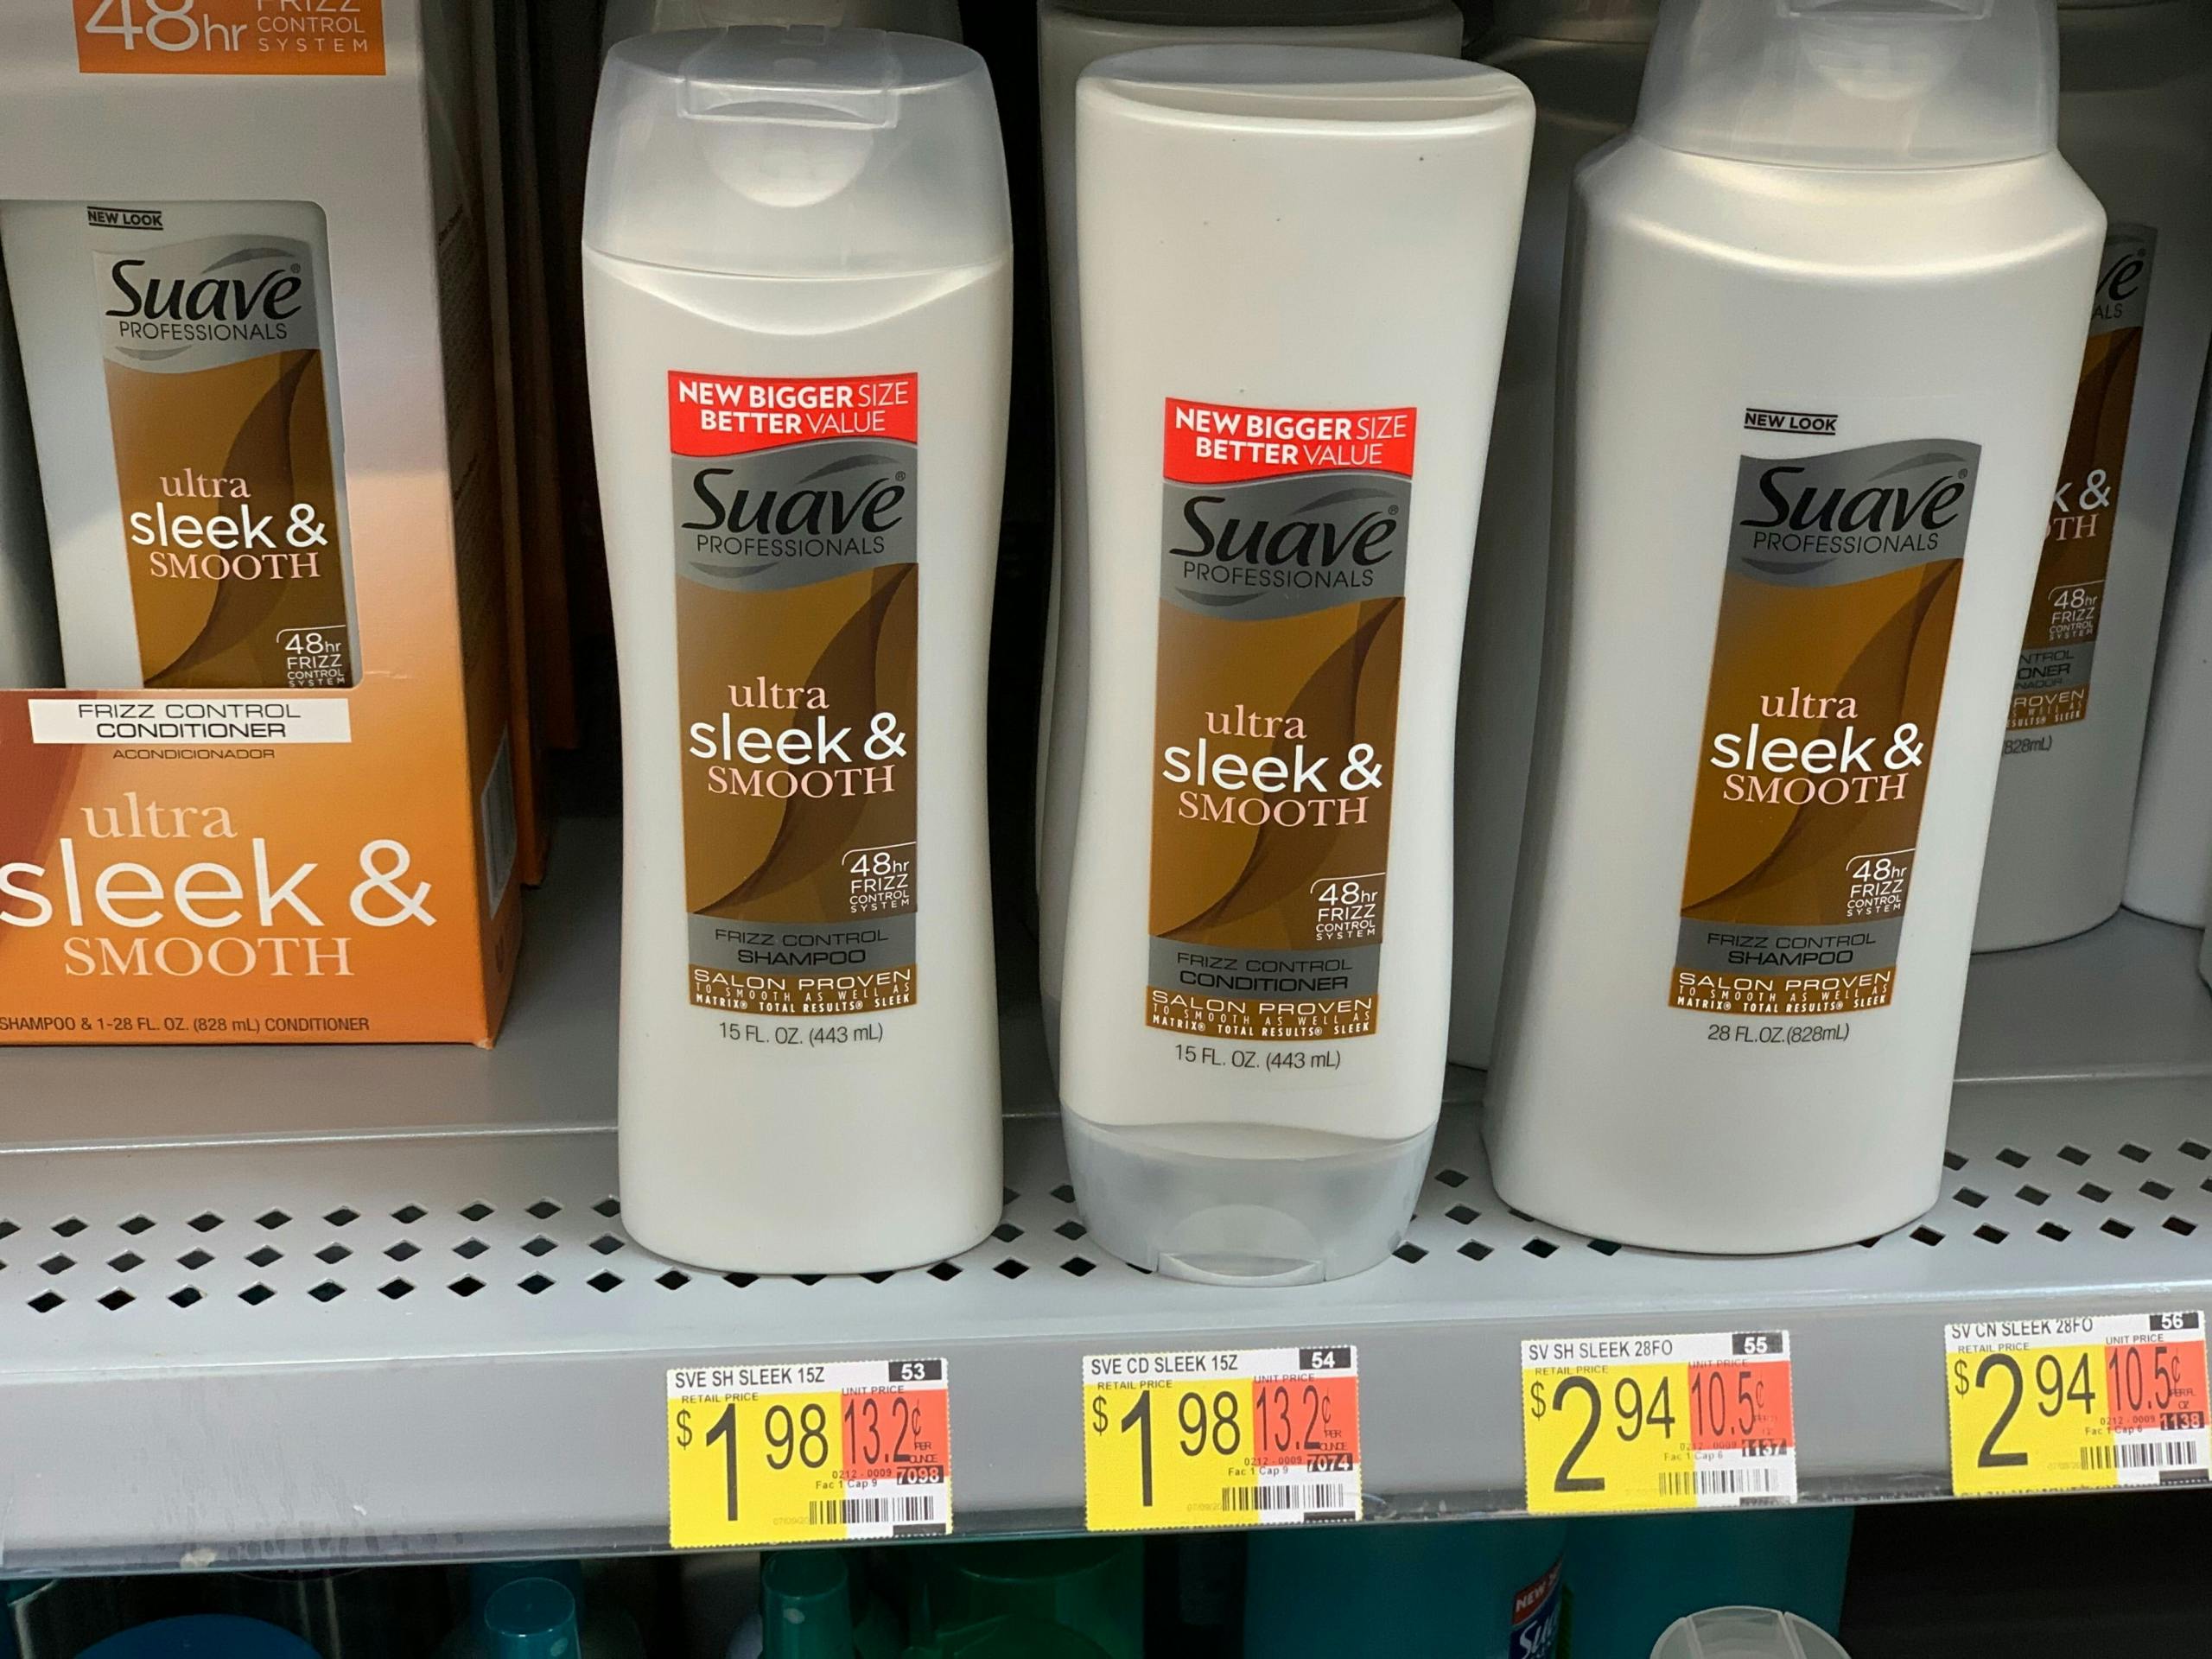 48hr FRIZZ
CONTROL
SYSTEM
NEW LOOK
Suave®
PROFESSIONALS
ultra
sleek &
SMOOTH
48hr
FRIZZ
CONTROL
SYSTEM
FRIZZ CONTROL
CONDITIONER
ACONDICIONADOR
ultra
sleek &
SMOOTH
SHAMPOO & 1-28 FL. OZ. (828 mL) CONDITIONER
NEW BIGGER SIZE
BETTER VALUE
Suave®
PROFESSIONALS
ultra
sleek &
SMOOTH
48hr
FRIZZ
CONTROL
SYSTEM
FRIZZ CONTROL
SHAMPOO
SALON PROVEN
TO SMOOTH AS WELL AS
MATRIX® TOTAL RESULTS® SLEEK
15 FL. OZ. (443 mL)
NEW BIGGER SIZE
BETTER VALUE
Suave®
PROFESSIONALS
ultra
sleek &
SMOOTH
48hr
FRIZZ
CONTROL
SYSTEM
FRIZZ CONTROL
CONDITIONER
SALON PROVEN
TO SMOOTH AS WELL AS
MATRIX® TOTAL RESULTS® SLEEK
15 FL. OZ. (443 mL)
NEW LOOK
Suave®
PROFESSIONALS
ultra
sleek &
SMOOTH
48hr
FRIZZ
CONTROL
SYSTEM
FRIZZ CONTROL
SHAMPOO
SALON PROVEN
TO SMOOTH AS WELL AS
MATRIX® TOTAL RESULTS® SLEEK
28 FL.OZ.(828mL)
48hr
FRIZZ
CONTROL
SYSTEM
SVE SH SLEEK 15Z 53
RETAIL PRICE UNIT PRICE
$1 98 13.2¢
PER
OUNCE
0212-0009 7098
Fac 1 Cap 9
SVE CD SLEEK 15Z 54
RETAIL PRICE UNIT PRICE
$1 98 13.2¢
PER
OUNCE
0212-0009 7074
Fac 1 Cap 9
SV SH SLEEK 28FO 55
RETAIL PRICE UNIT PRICE
$2 94 10.5¢
0212-0009 1137
Fac 1 Cap 6
SV CN SLEEK 28FO 56
RETAIL PRICE UNIT PRICE
$2 94 10.5¢
0212-0009 1138
Fac 1 Cap 6
NEW